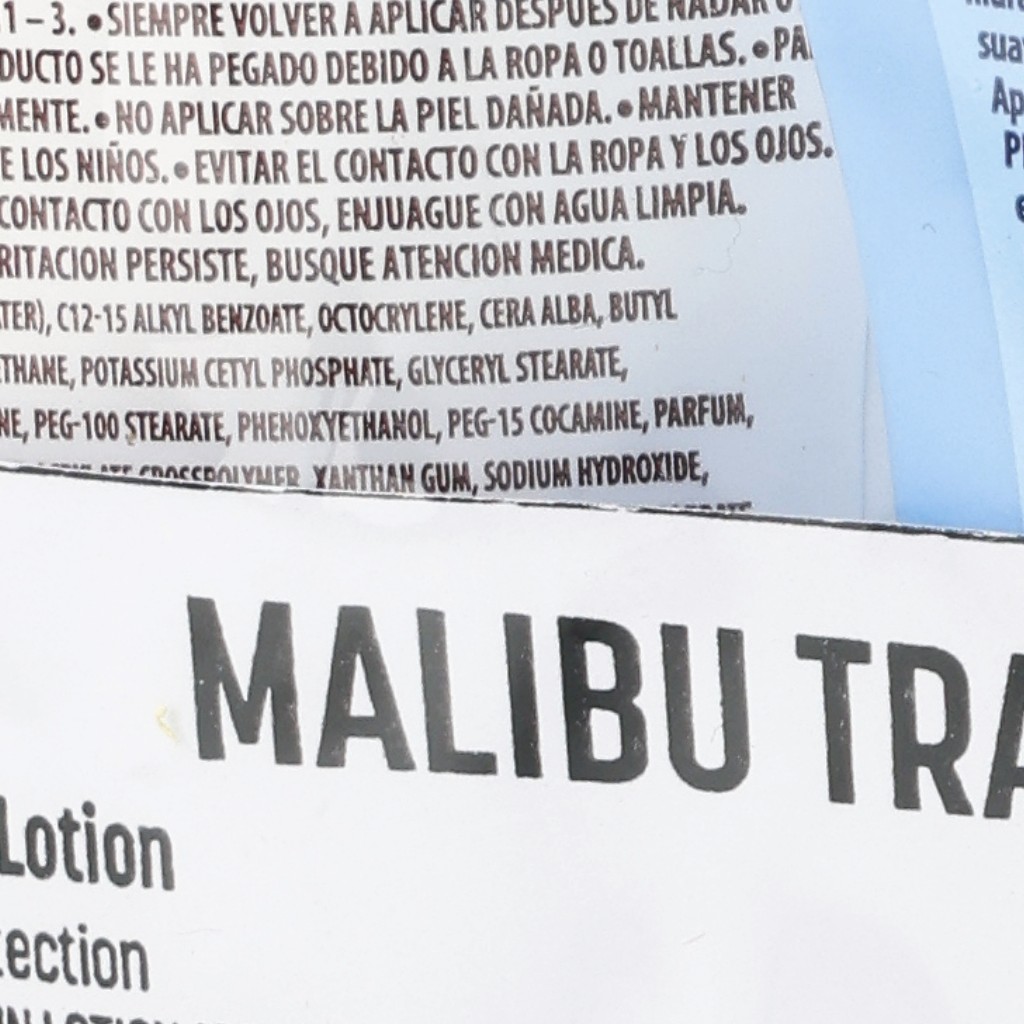 1 – 3. • SIEMPRE VOLVER A APLICAR DESPUES DE NADAR O
DUCTO SE LE HA PEGADO DEBIDO A LA ROPA O TOALLAS. • PA
MENTE. • NO APLICAR SOBRE LA PIEL DAÑADA. • MANTENER
E LOS NIÑOS. • EVITAR EL CONTACTO CON LA ROPA Y LOS OJOS.
CONTACTO CON LOS OJOS, ENJUAGUE CON AGUA LIMPIA.
RITACION PERSISTE, BUSQUE ATENCION MEDICA.
TER), C12-15 ALKYL BENZOATE, OCTOCRYLENE, CERA ALBA, BUTYL
THANE, POTASSIUM CETYL PHOSPHATE, GLYCERYL STEARATE,
NE, PEG-100 STEARATE, PHENOXYETHANOL, PEG-15 COCAMINE, PARFUM,
CROSSPOLYMER, XANTHAN GUM, SODIUM HYDROXIDE,
sua
Ap
MALIBU TRA
Lotion
tection